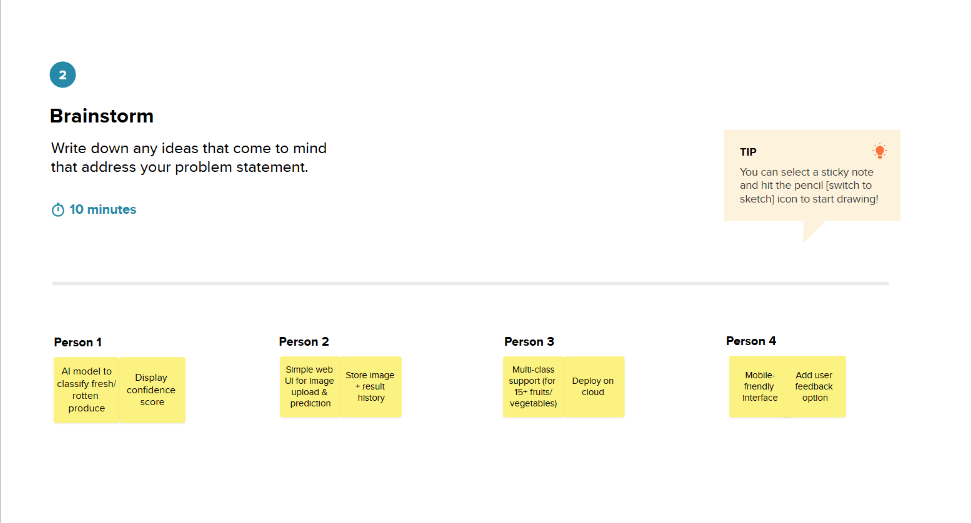 2
Brainstorm
Write down any ideas that come to mind
that address your problem statement.
10 minutes
TIP
You can select a sticky note
and hit the pencil [switch to
sketch] icon to start drawing!
Person 1
AI model to
classify fresh/
rotten
produce
Display
confidence
score
Person 2
Simple web
UI for image
upload &
prediction
Store image
+ result
history
Person 3
Multi-class
support (for
15+ fruits/
vegetables)
Deploy on
cloud
Person 4
Mobile-
friendly
interface
Add user
feedback
option